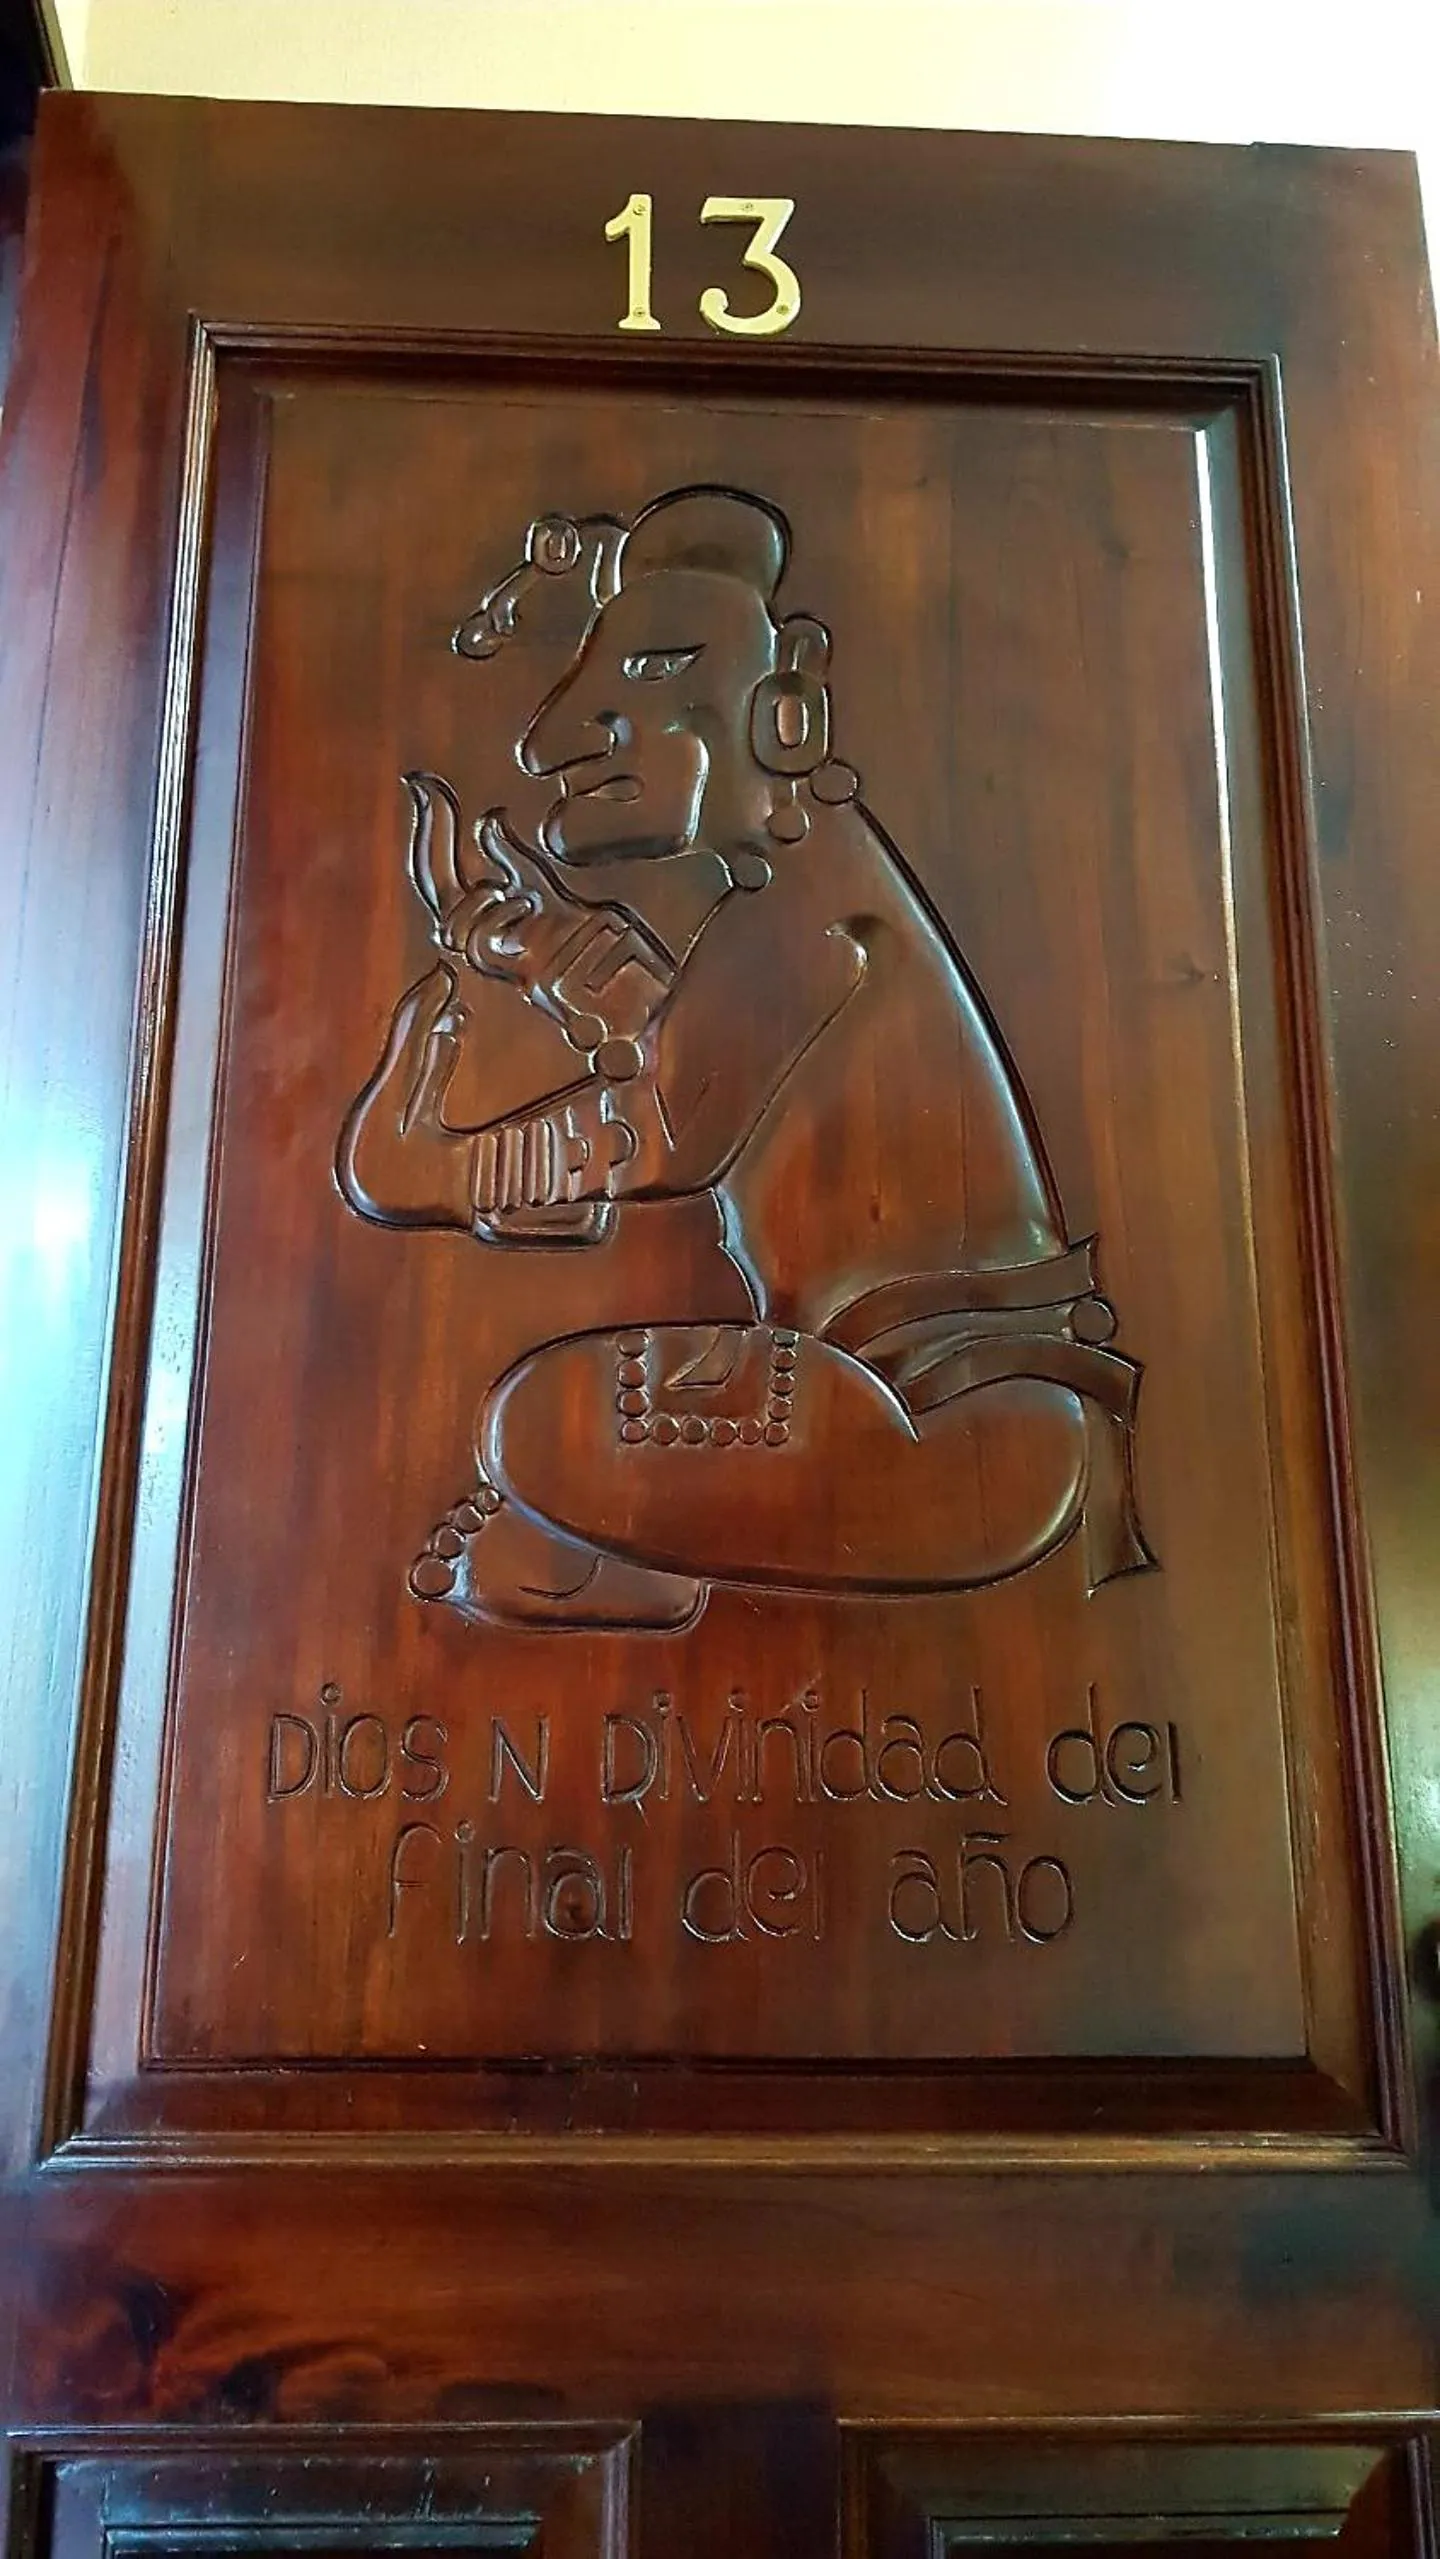 13
Dios N Divinidad del
final del año